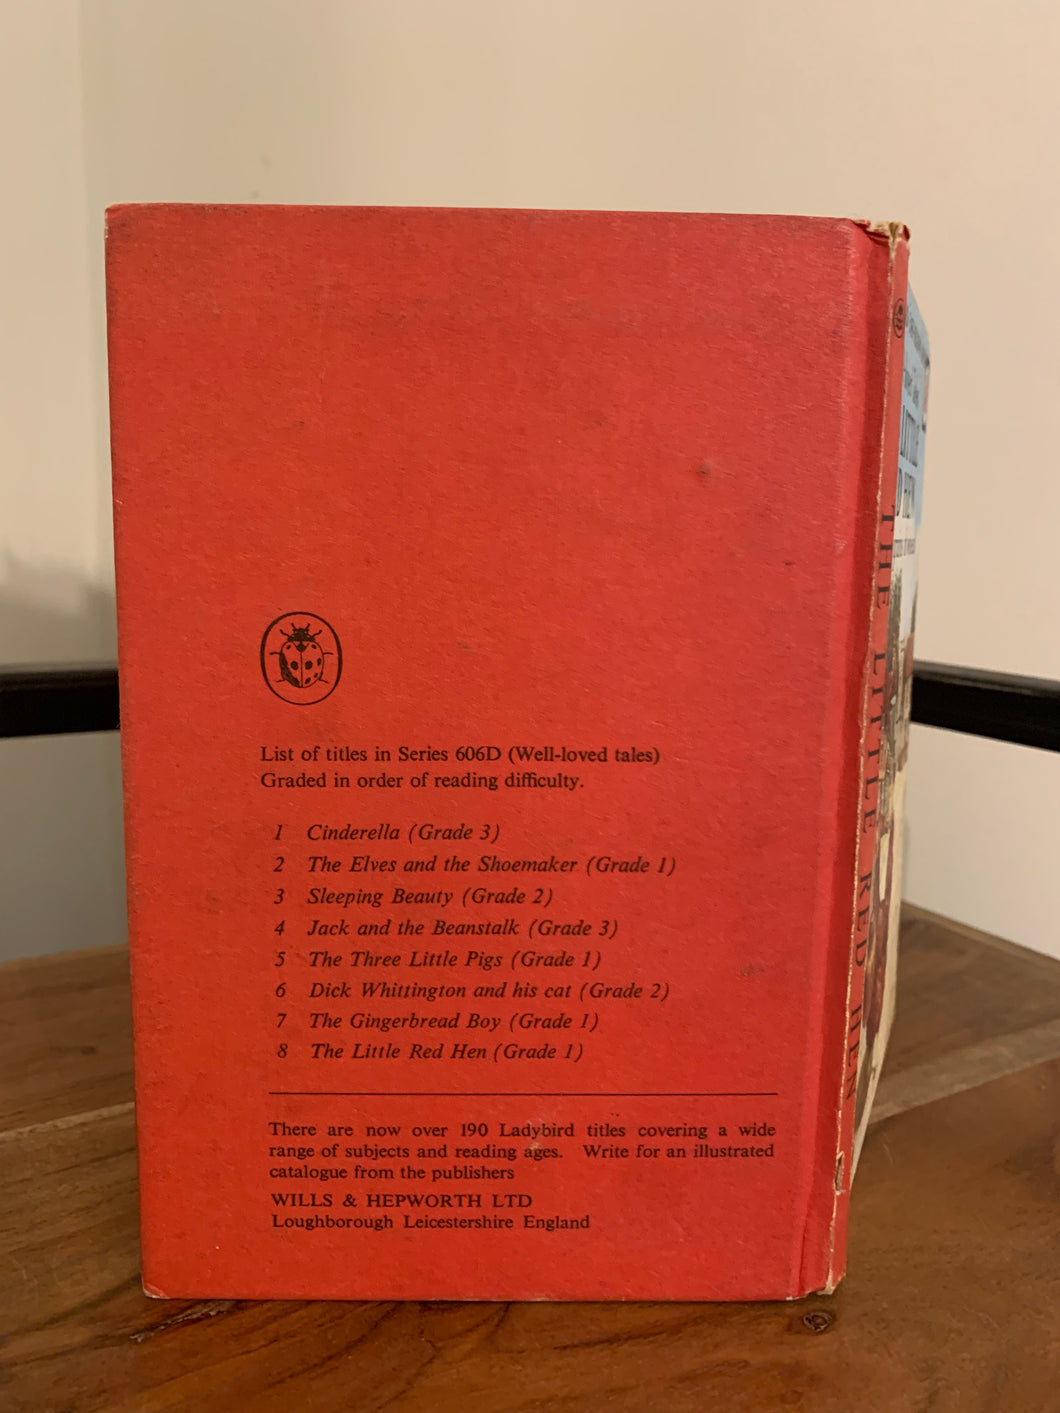 List of titles in Series 606D (Well-loved tales)
Graded in order of reading difficulty.
1 Cinderella (Grade 3)
2 The Elves and the Shoemaker (Grade 1)
3 Sleeping Beauty (Grade 2)
4 Jack and the Beanstalk (Grade 3)
5 The Three Little Pigs (Grade 1)
6 Dick Whittington and his cat (Grade 2)
7 The Gingerbread Boy (Grade 1)
8 The Little Red Hen (Grade 1)
There are now over 190 Ladybird titles covering a wide
range of subjects and reading ages. Write for an illustrated
catalogue from the publishers
WILLS & HEPWORTH LTD
Loughborough Leicestershire England
THE LITTLE RED HEN
LITTLE
HEN